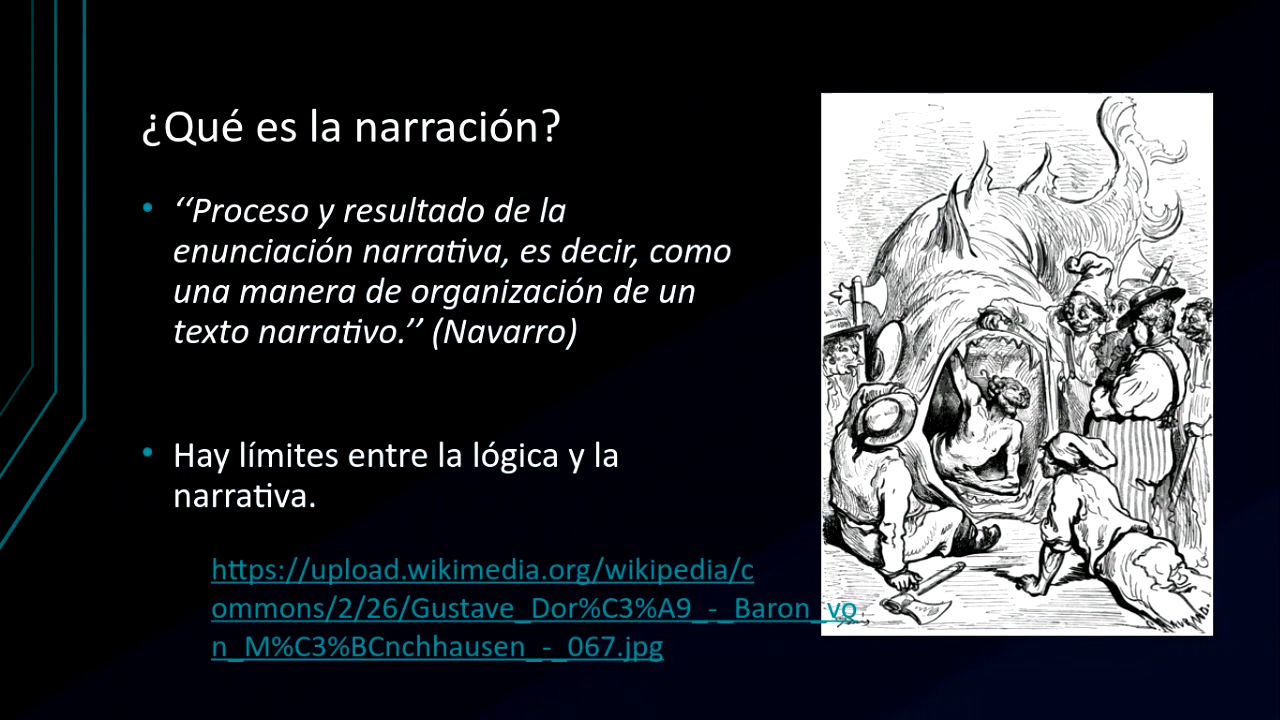 ¿Qué es la narración?
• ‘‘Proceso y resultado de la
enunciación narrativa, es decir, como
una manera de organización de un
texto narrativo.’’ (Navarro)
• Hay límites entre la lógica y la
narrativa.
https://upload.wikimedia.org/wikipedia/c
ommons/2/26/Gustave_Dor%C3%A9_-_Baron_vo
n_M%C3%BCnchhausen_-_067.jpg